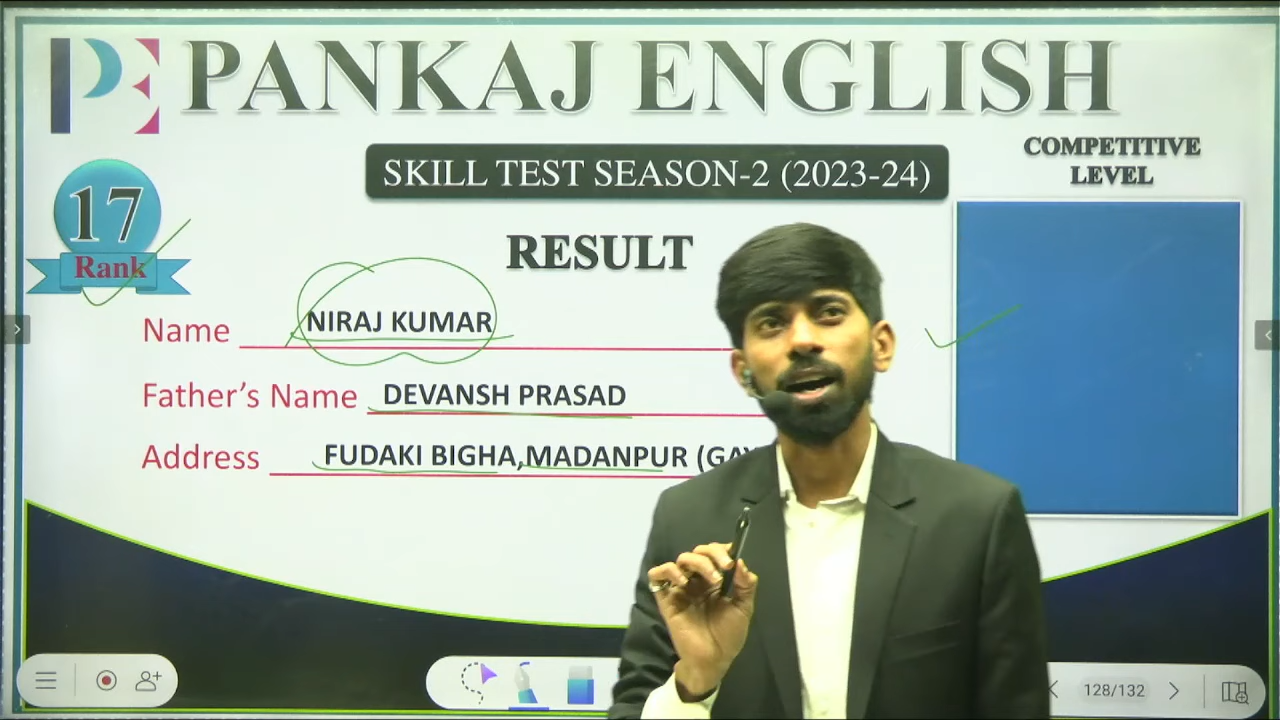 PE PANKAJ ENGLISH
COMPETITIVE
LEVEL
SKILL TEST SEASON-2 (2023-24)
17
Rank
RESULT
Name NIRAJ KUMAR
Father's Name DEVANSH PRASAD
Address FUDAKI BIGHA,MADANPUR
128/132